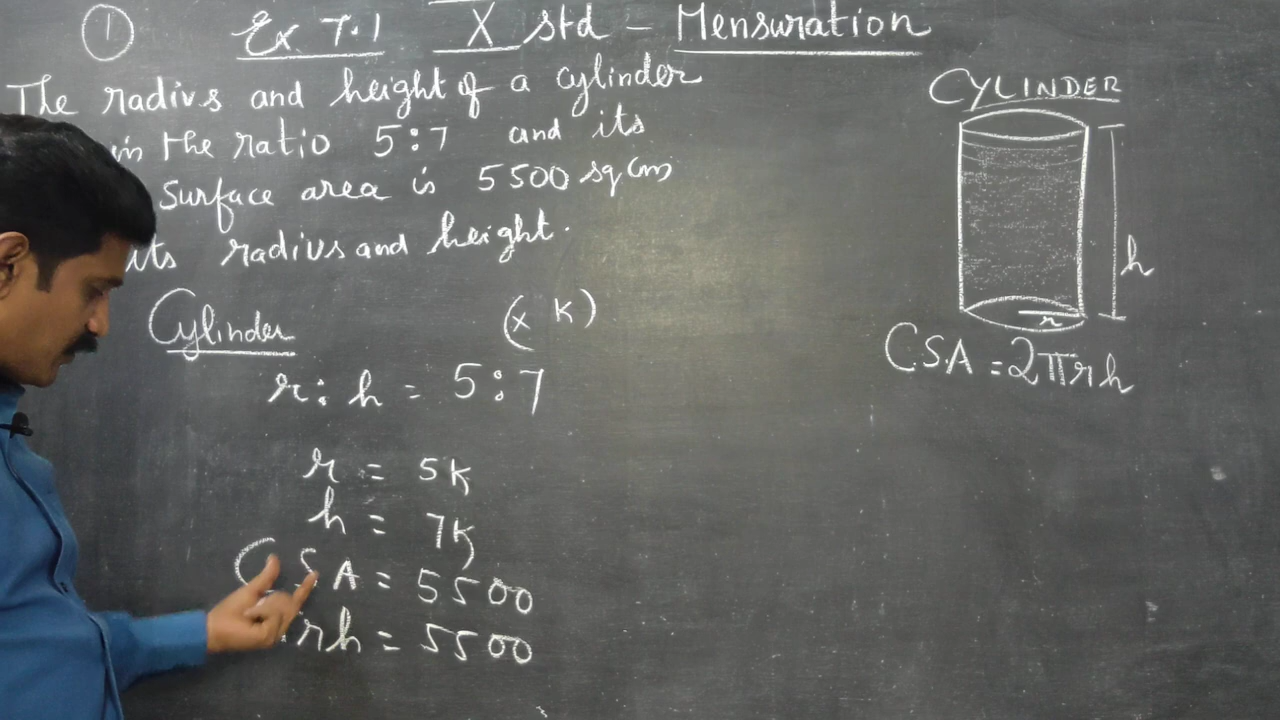 ① Ex 7.1 X std - Mensuration
The radius and height of a cylinder
in the ratio 5:7 and its
Surface area is 5500 sq cm
its radius and height.
Cylinder
(x K)
r : h = 5:7
r = 5K
h = 7K
CSA = 5500
rh = 5500
CYLINDER
h
r
C.S.A = 2πrh